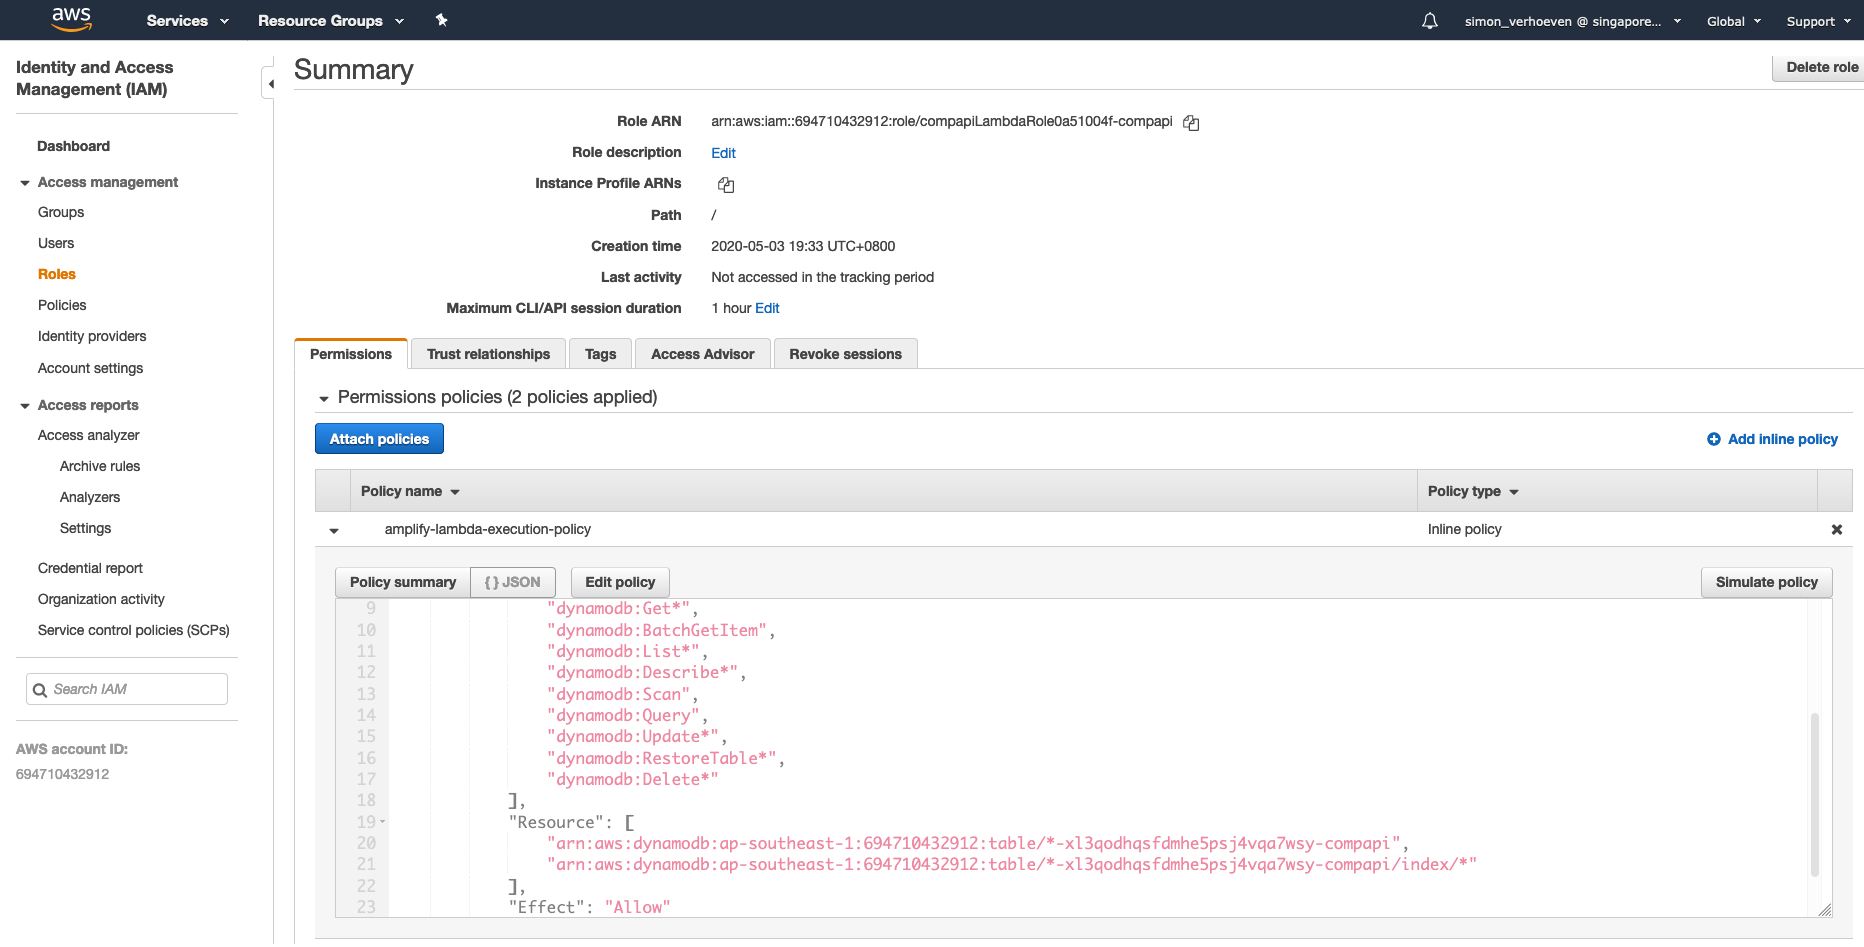 aws Services Resource Groups simon_verhoeven @ singapore... Global Support
Identity and Access
Management (IAM)
Dashboard
Access management
Groups
Users
Roles
Policies
Identity providers
Account settings
Access reports
Access analyzer
Archive rules
Analyzers
Settings
Credential report
Organization activity
Service control policies (SCPs)
Search IAM
AWS account ID:
694710432912
Summary
Delete role
Role ARN arn:aws:iam::694710432912:role/compapiLambdaRole0a51004f-compapi
Role description Edit
Instance Profile ARNs
Path /
Creation time 2020-05-03 19:33 UTC+0800
Last activity Not accessed in the tracking period
Maximum CLI/API session duration 1 hour Edit
Permissions Trust relationships Tags Access Advisor Revoke sessions
Permissions policies (2 policies applied)
Attach policies Add inline policy
Policy name Policy type
amplify-lambda-execution-policy Inline policy
Policy summary { } JSON Edit policy Simulate policy
9 "dynamodb:Get*",
10 "dynamodb:BatchGetItem",
11 "dynamodb:List*",
12 "dynamodb:Describe*",
13 "dynamodb:Scan",
14 "dynamodb:Query",
15 "dynamodb:Update*",
16 "dynamodb:RestoreTable*",
17 "dynamodb:Delete*"
18 ],
19 "Resource": [
20 "arn:aws:dynamodb:ap-southeast-1:694710432912:table/*-xl3qodhqsfdmhe5psj4vqa7wsy-compapi",
21 "arn:aws:dynamodb:ap-southeast-1:694710432912:table/*-xl3qodhqsfdmhe5psj4vqa7wsy-compapi/index/*"
22 ],
23 "Effect": "Allow"